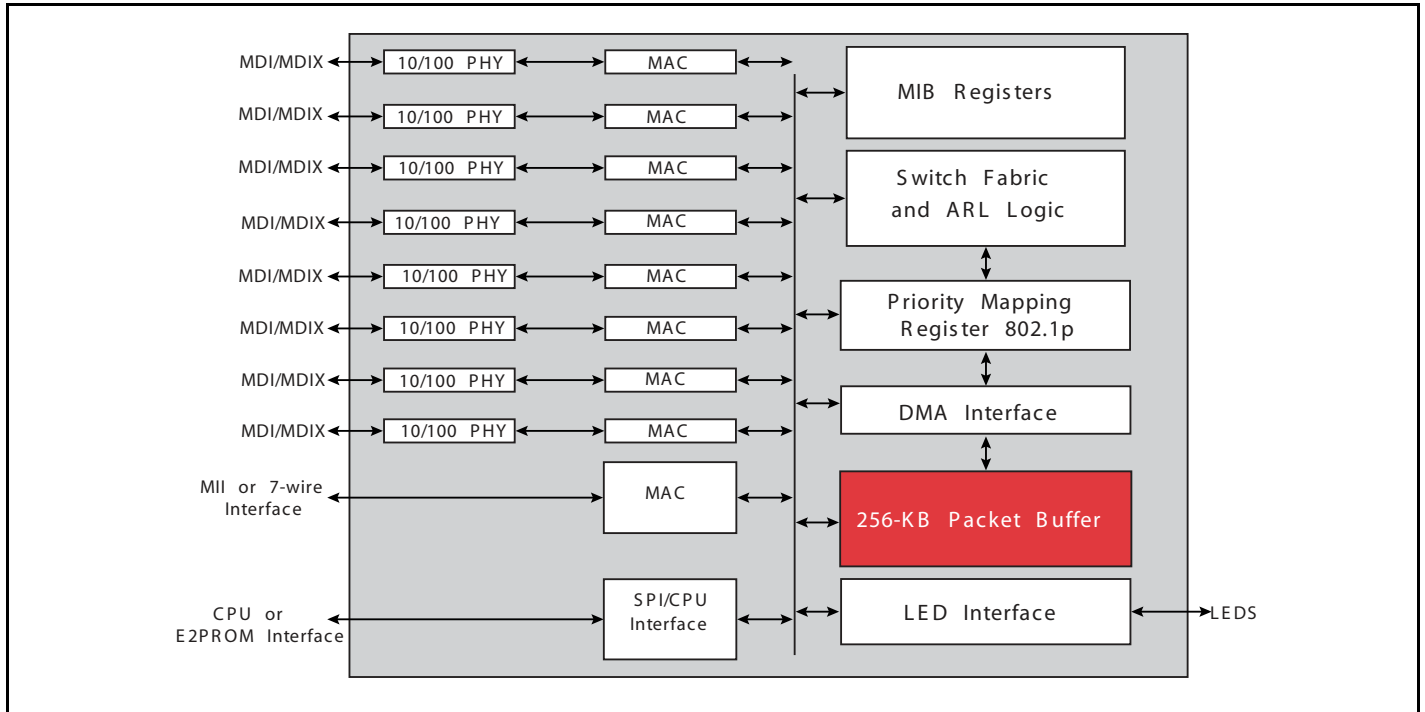 MDI/MDIX 10/100 PHY MAC
MDI/MDIX 10/100 PHY MAC
MDI/MDIX 10/100 PHY MAC
MDI/MDIX 10/100 PHY MAC
MDI/MDIX 10/100 PHY MAC
MDI/MDIX 10/100 PHY MAC
MDI/MDIX 10/100 PHY MAC
MDI/MDIX 10/100 PHY MAC
MII or 7-wire
Interface
MAC
CPU or
E2PROM Interface
SPI/CPU
Interface
MIB Registers
Switch Fabric
and ARL Logic
Priority Mapping
Register 802.1p
DMA Interface
256-KB Packet Buffer
LED Interface
LEDS